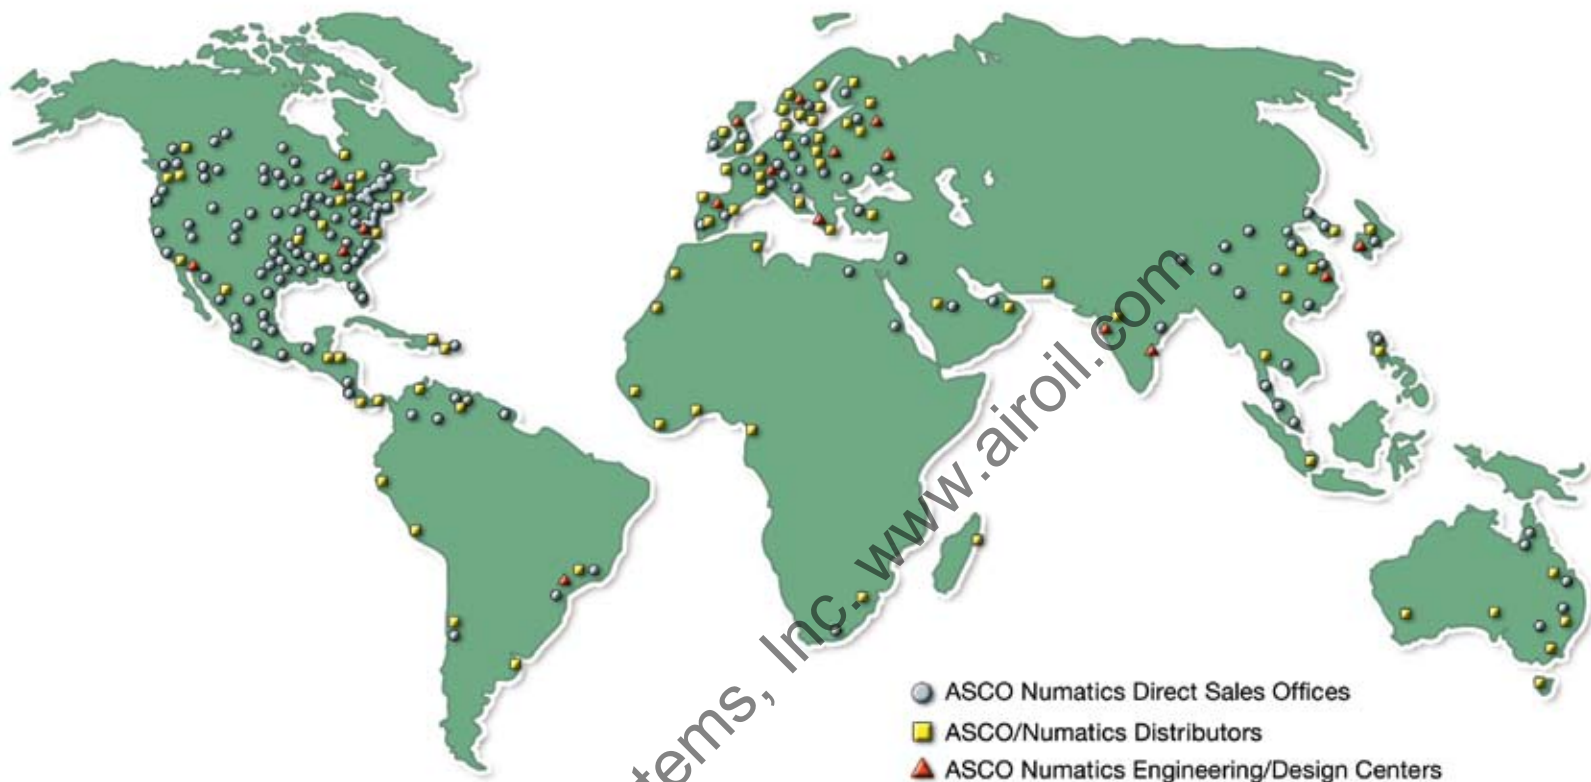 ASCO Numatics Direct Sales Offices
ASCO/Numatics Distributors
ASCO Numatics Engineering/Design Centers
tems, Inc. www.airoil.com